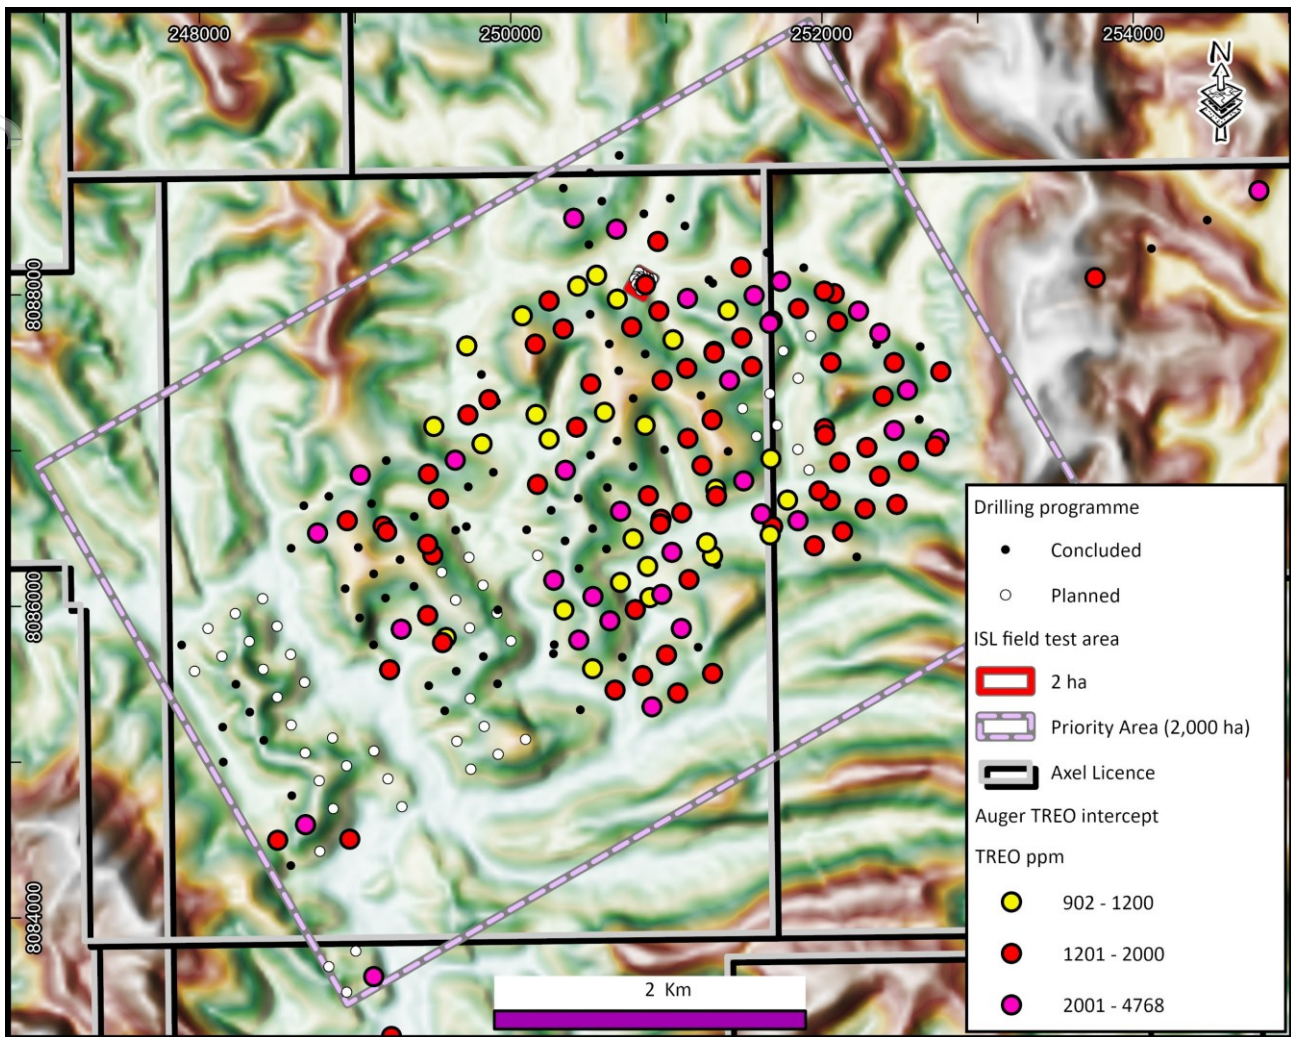 248000
250000
252000
254000
N
8088000
8086000
8084000
Drilling programme
Concluded
Planned
ISL field test area
2 ha
Priority Area (2,000 ha)
Axel Licence
Auger TREO intercept
TREO ppm
902 - 1200
1201 - 2000
2001 - 4768
2 Km